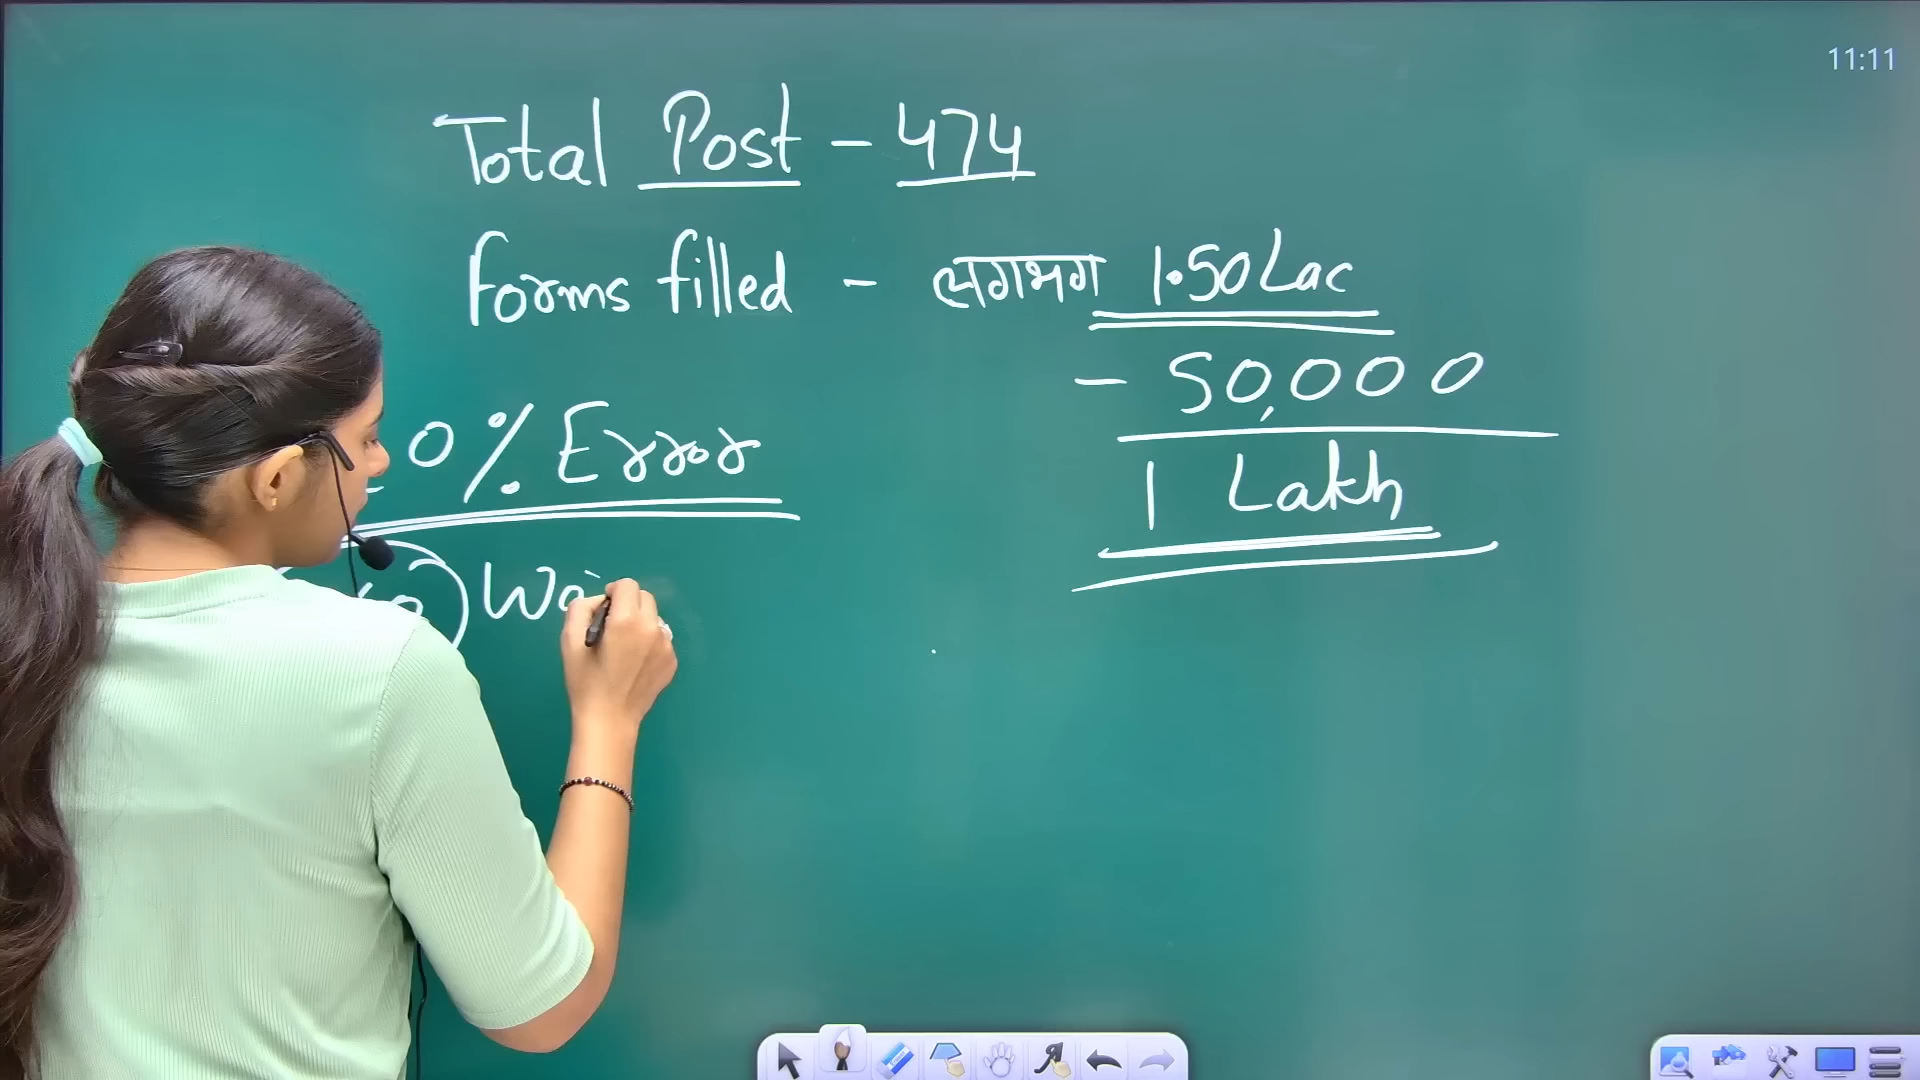 11:11
Total Post - 474
Forms filled - लगभग 1.50 Lac
- 50,000
0 % Error
1 Lakh